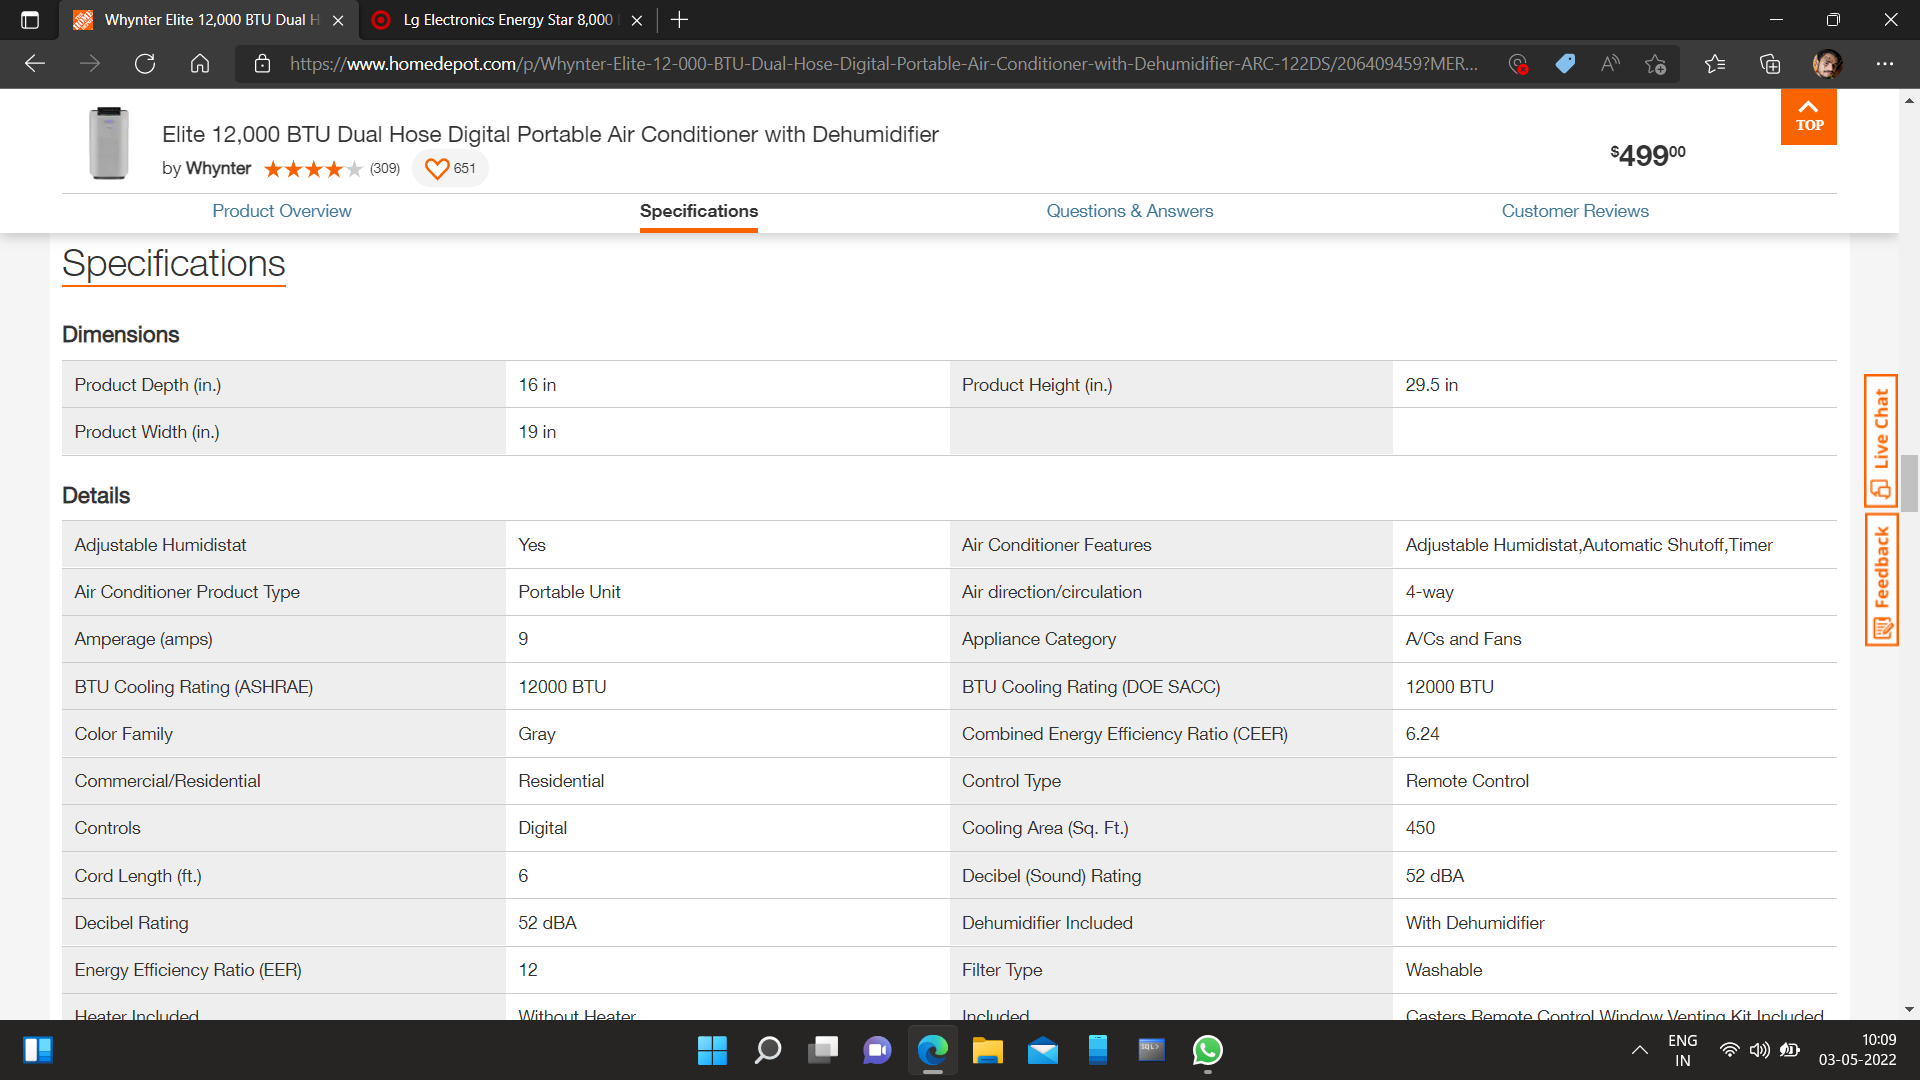 Whynter Elite 12,000 BTU Dual H
Lg Electronics Energy Star 8,000
https://www.homedepot.com/p/Whynter-Elite-12-000-BTU-Dual-Hose-Digital-Portable-Air-Conditioner-with-Dehumidifier-ARC-122DS/206409459?MER...
Elite 12,000 BTU Dual Hose Digital Portable Air Conditioner with Dehumidifier
by Whynter (309) 651
$49900
TOP
Product Overview Specifications Questions & Answers Customer Reviews
Specifications
Dimensions
Product Depth (in.) 16 in Product Height (in.) 29.5 in
Product Width (in.) 19 in
Details
Adjustable Humidistat Yes Air Conditioner Features Adjustable Humidistat,Automatic Shutoff,Timer
Air Conditioner Product Type Portable Unit Air direction/circulation 4-way
Amperage (amps) 9 Appliance Category A/Cs and Fans
BTU Cooling Rating (ASHRAE) 12000 BTU BTU Cooling Rating (DOE SACC) 12000 BTU
Color Family Gray Combined Energy Efficiency Ratio (CEER) 6.24
Commercial/Residential Residential Control Type Remote Control
Controls Digital Cooling Area (Sq. Ft.) 450
Cord Length (ft.) 6 Decibel (Sound) Rating 52 dBA
Decibel Rating 52 dBA Dehumidifier Included With Dehumidifier
Energy Efficiency Ratio (EER) 12 Filter Type Washable
Heater Included Without Heater Included Casters,Remote Control,Window Venting Kit Included
Live Chat
Feedback
SQL>
ENG
IN
10:09
03-05-2022